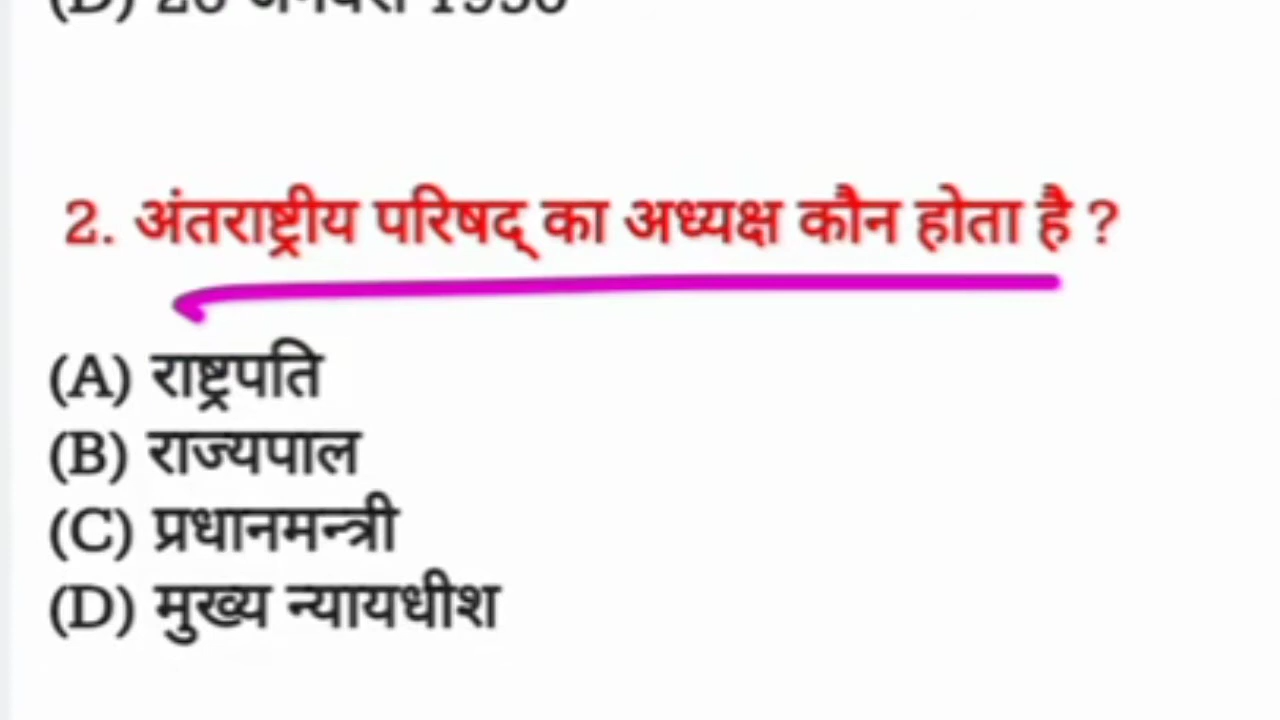 2. अंतराष्ट्रीय परिषद् का अध्यक्ष कौन होता है ?
(A) राष्ट्रपति
(B) राज्यपाल
(C) प्रधानमन्त्री
(D) मुख्य न्यायधीश